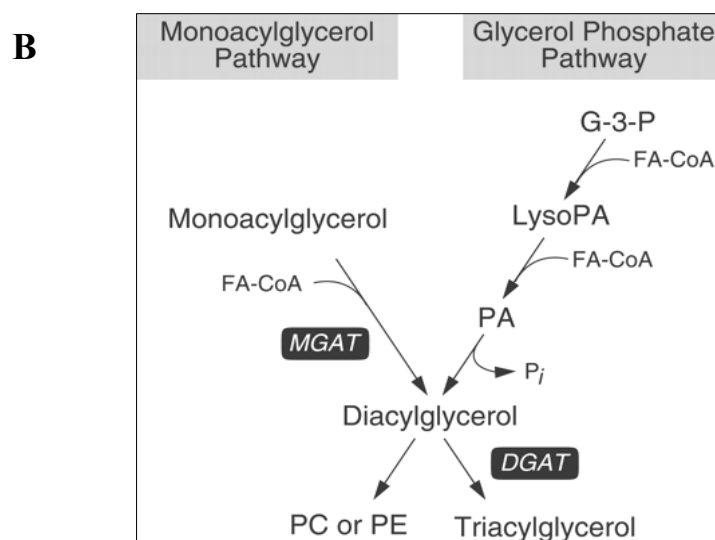 B
Monoacylglycerol
Pathway
Glycerol Phosphate
Pathway
G-3-P
FA-CoA
LysoPA
Monoacylglycerol
FA-CoA
FA-CoA
PA
MGAT
Pi
Diacylglycerol
DGAT
PC or PE
Triacylglycerol